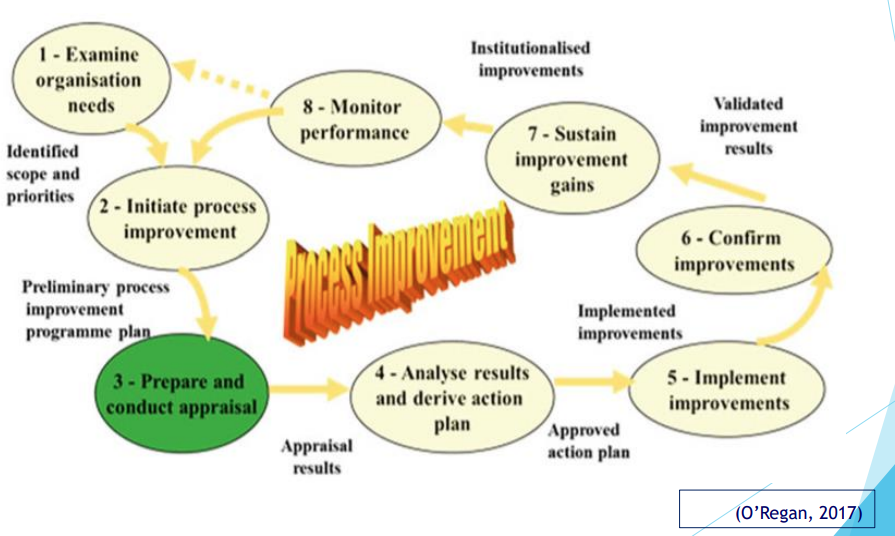 1 - Examine
organisation
needs
Identified
scope and
priorities
2 - Initiate process
improvement
Preliminary process
improvement
programme plan
3 - Prepare and
conduct appraisal
Appraisal
results
4 - Analyse results
and derive action
plan
Approved
action plan
5 - Implement
improvements
Implemented
improvements
6 - Confirm
improvements
Validated
improvement
results
7 - Sustain
improvement
gains
Institutionalised
improvements
8 - Monitor
performance
Process Improvement
(O'Regan, 2017)